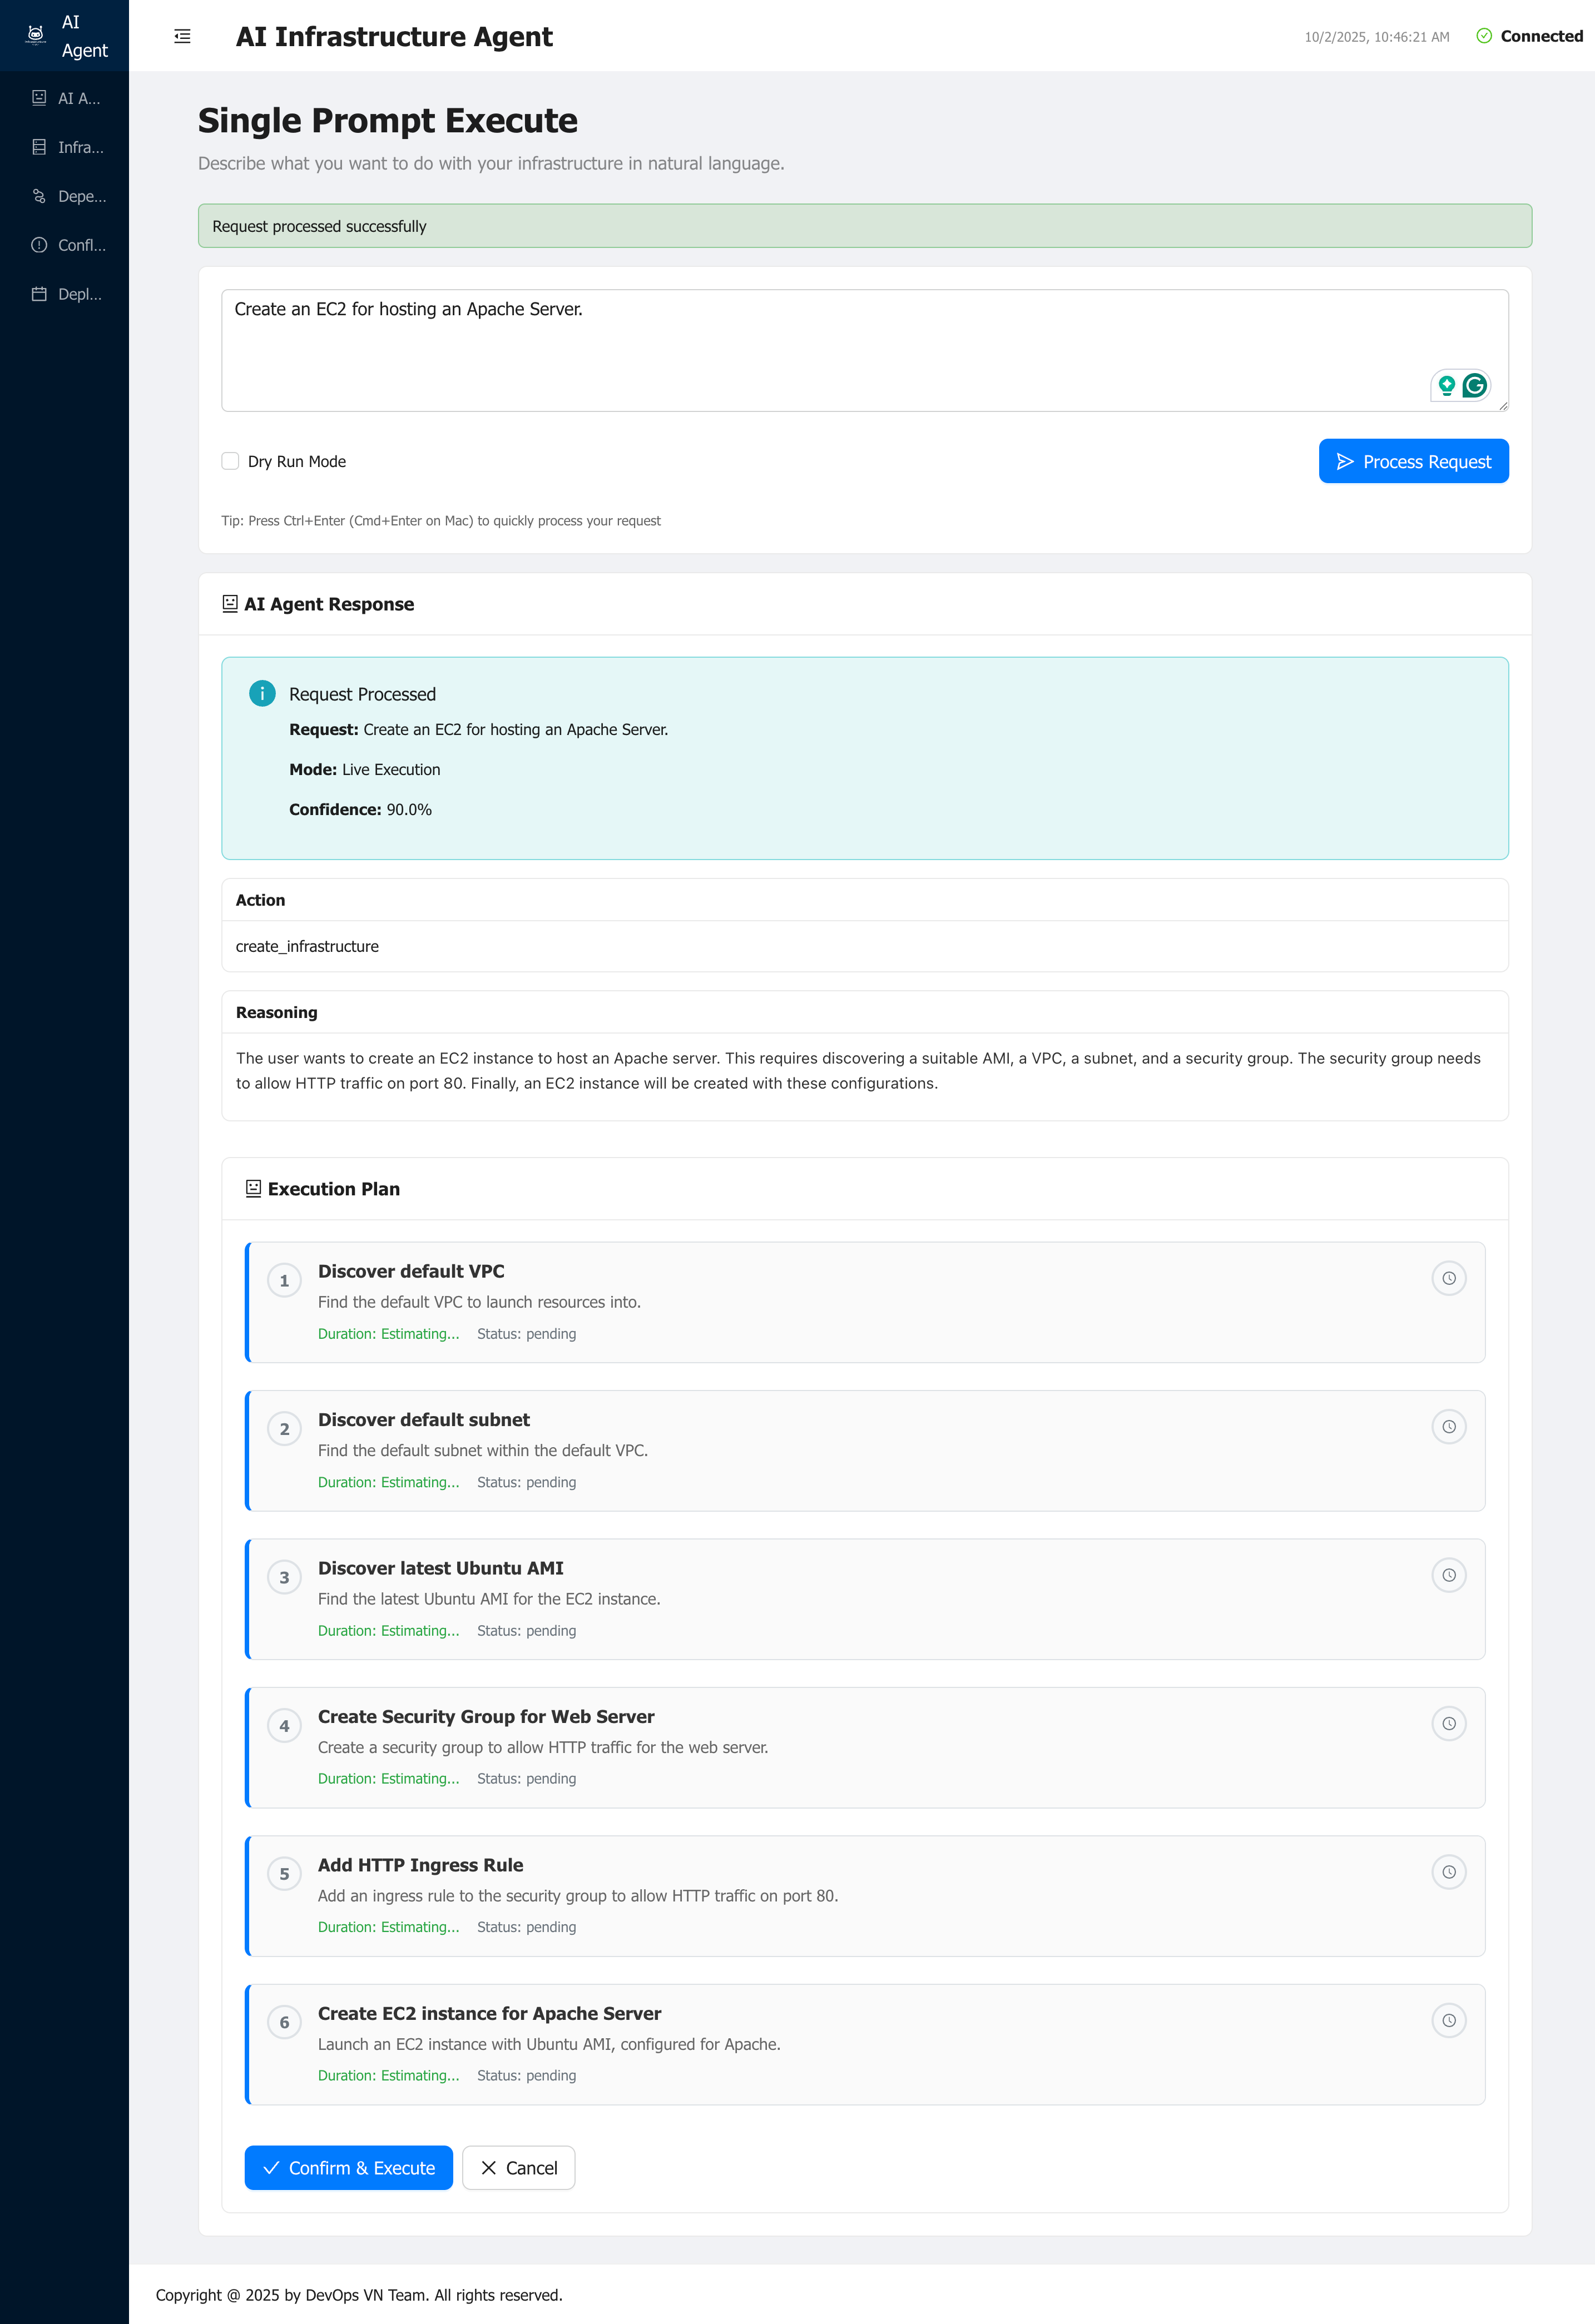 AI
Agent
AI Infrastructure Agent
10/2/2025, 10:46:21 AM
Connected
AI A...
Infra...
Depe...
Confl...
Depl...
Single Prompt Execute
Describe what you want to do with your infrastructure in natural language.
Request processed successfully
Create an EC2 for hosting an Apache Server.
Dry Run Mode
Process Request
Tip: Press Ctrl+Enter (Cmd+Enter on Mac) to quickly process your request
AI Agent Response
Request Processed
Request: Create an EC2 for hosting an Apache Server.
Mode: Live Execution
Confidence: 90.0%
Action
create_infrastructure
Reasoning
The user wants to create an EC2 instance to host an Apache server. This requires discovering a suitable AMI, a VPC, a subnet, and a security group. The security group needs
to allow HTTP traffic on port 80. Finally, an EC2 instance will be created with these configurations.
Execution Plan
1
Discover default VPC
Find the default VPC to launch resources into.
Duration: Estimating... Status: pending
2
Discover default subnet
Find the default subnet within the default VPC.
Duration: Estimating... Status: pending
3
Discover latest Ubuntu AMI
Find the latest Ubuntu AMI for the EC2 instance.
Duration: Estimating... Status: pending
4
Create Security Group for Web Server
Create a security group to allow HTTP traffic for the web server.
Duration: Estimating... Status: pending
5
Add HTTP Ingress Rule
Add an ingress rule to the security group to allow HTTP traffic on port 80.
Duration: Estimating... Status: pending
6
Create EC2 instance for Apache Server
Launch an EC2 instance with Ubuntu AMI, configured for Apache.
Duration: Estimating... Status: pending
Confirm & Execute
Cancel
Copyright @ 2025 by DevOps VN Team. All rights reserved.